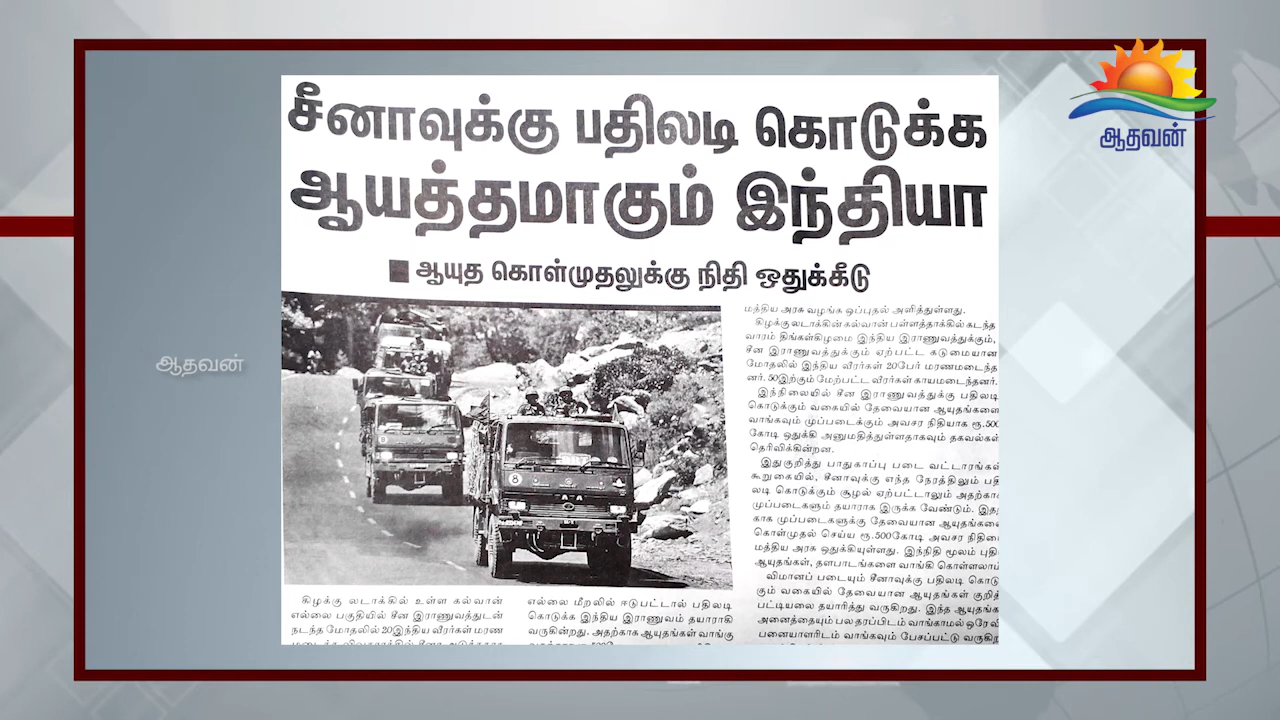 ஆதவன்
சீனாவுக்கு பதிலடி கொடுக்க
ஆயத்தமாகும் இந்தியா
ஆயுத கொள்முதலுக்கு நிதி ஒதுக்கீடு
ஆதவன்
கிழக்கு லடாக்கில் உள்ள கல்வான்
எல்லை பகுதியில் சீன இராணுவத்துடன்
நடந்த மோதலில் 20இந்திய வீரர்கள் மரண
எல்லை மீறலில் ஈடுபட்டால் பதிலடி
கொடுக்க இந்திய இராணுவம் தயாராகி
வருகின்றது. அதற்காக ஆயுதங்கள் வாங்கு
மத்திய அரசு வழங்க ஒப்புதல் அளித்துள்ளது.
கிழக்கு லடாக்கின் கல்வான் பள்ளத்தாக்கில் கடந்த
வாரம் திங்கள்கிழமை இந்திய இராணுவத்துக்கும்,
சீன இராணுவத்துக்கும் ஏற்பட்ட கடுமையான
மோதலில் இந்திய வீரர்கள் 20பேர் மரணமடைந்த
னர். 50இற்கும் மேற்பட்ட வீரர்கள் காயமடைந்தனர்.
இந்நிலையில் சீன இராணுவத்துக்கு பதிலடி
கொடுக்கும் வகையில் தேவையான ஆயுதங்களை
வாங்கவும் முப்படைக்கும் அவசர நிதியாக ரூ.500
கோடி ஒதுக்கி அனுமதித்துள்ளதாகவும் தகவல்கள்
தெரிவிக்கின்றன.
இதுகுறித்து பாதுகாப்பு படை வட்டாரங்கள்
கூறுகையில், சீனாவுக்கு எந்த நேரத்திலும் பதி
லடி கொடுக்கும் சூழல் ஏற்பட்டாலும் அதற்காக
முப்படைகளும் தயாராக இருக்க வேண்டும். இதற்
காக முப்படைகளுக்கு தேவையான ஆயுதங்களை
கொள்முதல் செய்ய ரூ.500கோடி அவசர நிதியை
மத்திய அரசு ஒதுக்கியுள்ளது. இந்நிதி மூலம் புதிய
ஆயுதங்கள், தளபாடங்களை வாங்கி கொள்ளலாம்
விமானப் படையும் சீனாவுக்கு பதிலடி கொடு
கும் வகையில் தேவையான ஆயுதங்கள் குறித்
பட்டியலை தயாரித்து வருகிறது. இந்த ஆயுதங்க
அனைத்தையும் பல தரப்பிடம் வாங்காமல் ஒரே வி
பனையாளரிடம் வாங்கவும் பேசப்பட்டு வருகிற